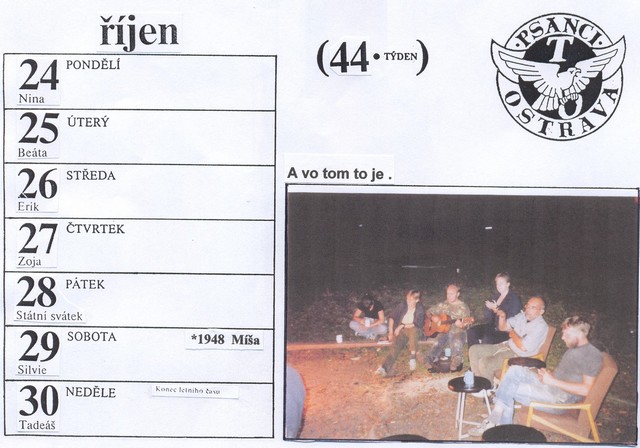 říjen
24 PONDĚLÍ
Nina
25 ÚTERÝ
Beáta
26 STŘEDA
Erik
27 ČTVRTEK
Zoja
28 PÁTEK
Státní svátek
29 SOBOTA *1948 Míša
Silvie
30 NEDĚLE Konec letního času
Tadeáš
(44. TÝDEN)
PSANCI
T
O
OSTRAVA
A vo tom to je .